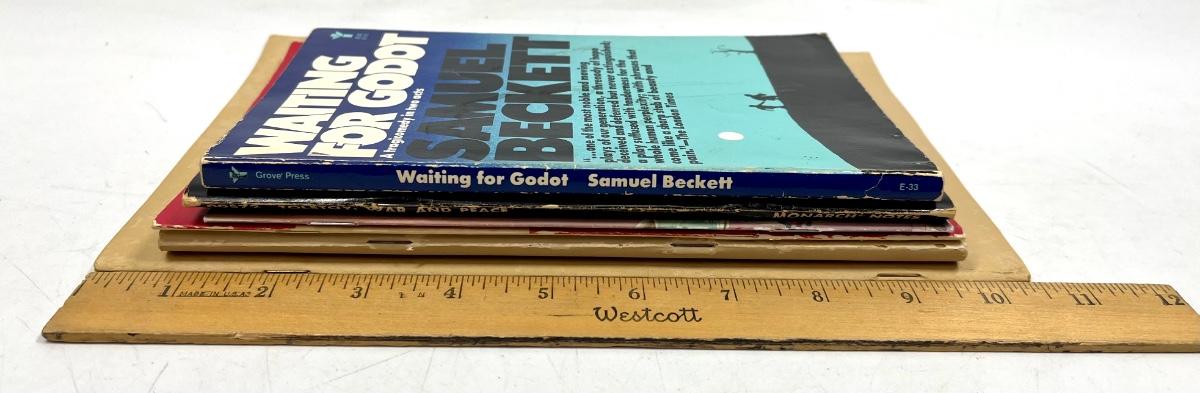 WAITING
FOR GODOT
A tragicomedy in two acts
SAMUEL
BECKETT
"...one of the most noble and moving
plays of our generation, a threnody of hope
deceived and deferred but never extinguished;
a play suffused with tenderness for the
whole human perplexity; with phrases that
come like a sharp stab of beauty and
pain."—The London Times
Grove Press
Waiting for Godot Samuel Beckett
E-33
WAR AND PEACE
MONARCH NOTES
1 MADE IN U.S.A. 2 3 4 5 6 7 8 9 10 11 12
Westcott